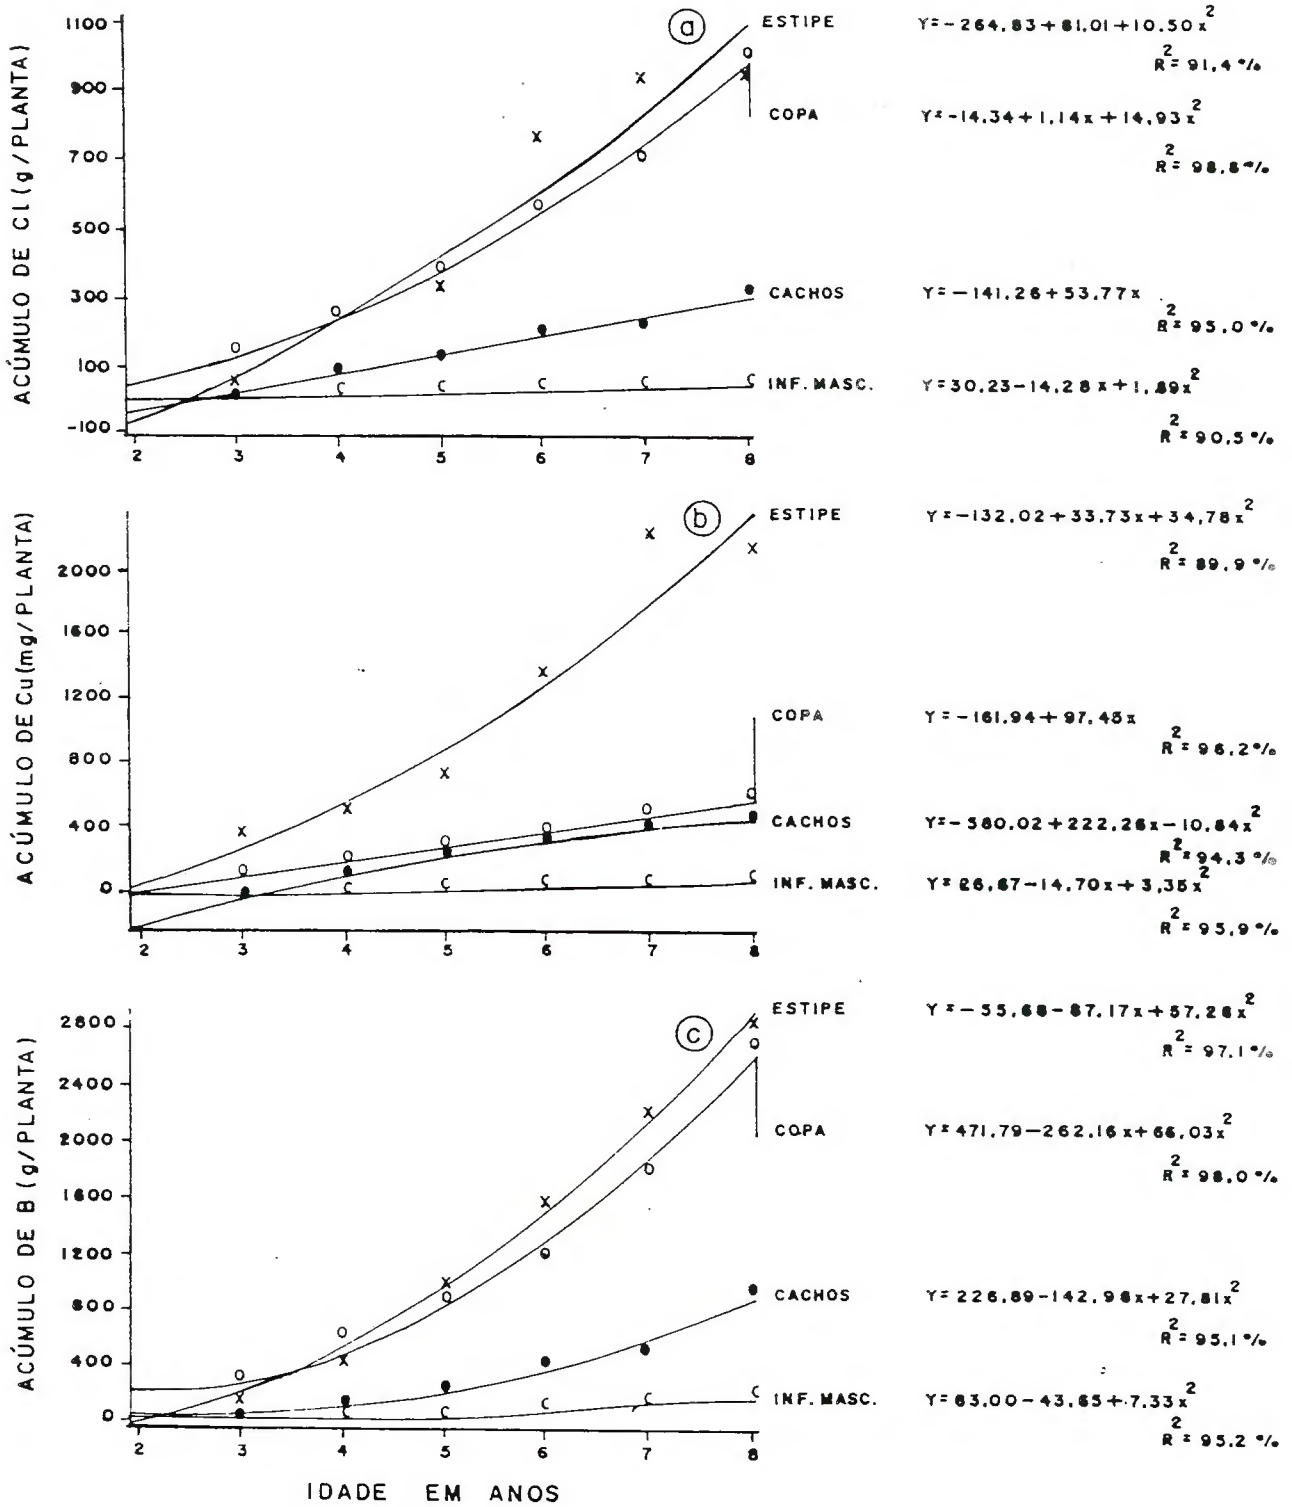 ACÚMULO DE Cl (g/PLANTA)
1100
900
700
500
300
100
-100
3
4
5
6
7
8
a
ESTIPE Y=-264,83+81,01+10,50x²
R²=91,4%
COPA Y=-14,34+1,14x+14,93x²
R²=98,8%
CACHOS Y=-141,26+53,77x
R²=95,0%
INF. MASC. Y=30,23-14,28x+1,89x²
R²=90,5%
ACÚMULO DE Cu (mg/PLANTA)
2000
1600
1200
800
400
0
2
3
4
5
6
7
8
b
ESTIPE Y=-132,02+33,73x+34,78x²
R²=89,9%
COPA Y=-161,94+97,45x
R²=96,2%
CACHOS Y=-580,02+222,26x-10,84x²
R²=94,3%
INF. MASC. Y=26,67-14,70x+3,35x²
R²=95,9%
ACÚMULO DE B (g/PLANTA)
2800
2400
2000
1600
1200
800
400
0
2
3
4
5
6
7
8
c
ESTIPE Y=-55,68-87,17x+57,28x²
R²=97,1%
COPA Y=471,79-262,16x+66,03x²
R²=98,0%
CACHOS Y=226,89-142,98x+27,81x²
R²=95,1%
INF. MASC. Y=83,00-43,65+7,33x²
R²=95,2%
IDADE EM ANOS